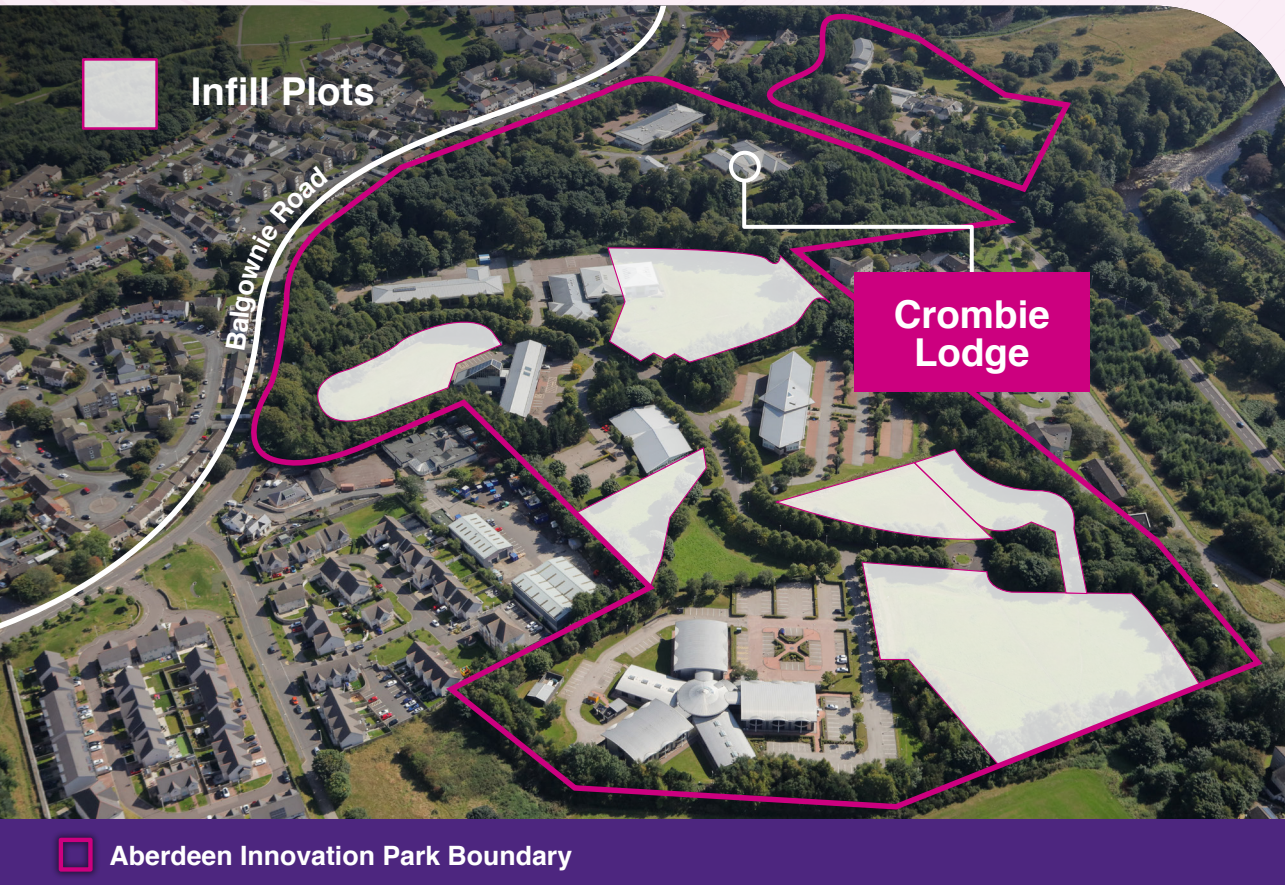 Infill Plots
Balgownie Road
Crombie
Lodge
Aberdeen Innovation Park Boundary